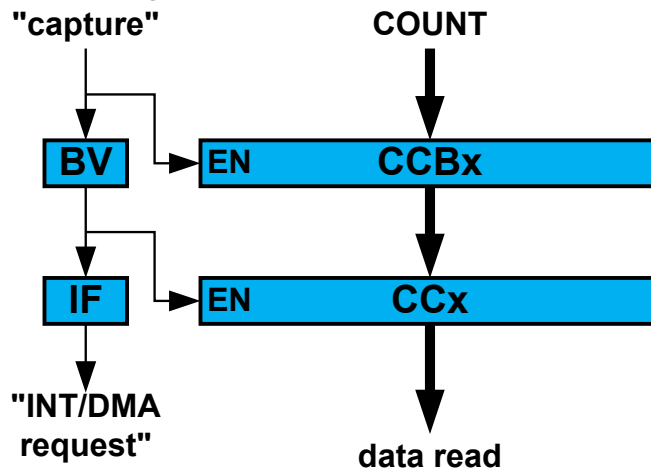 "capture"
COUNT
BV
EN
CCBx
IF
EN
CCx
"INT/DMA
request"
data read